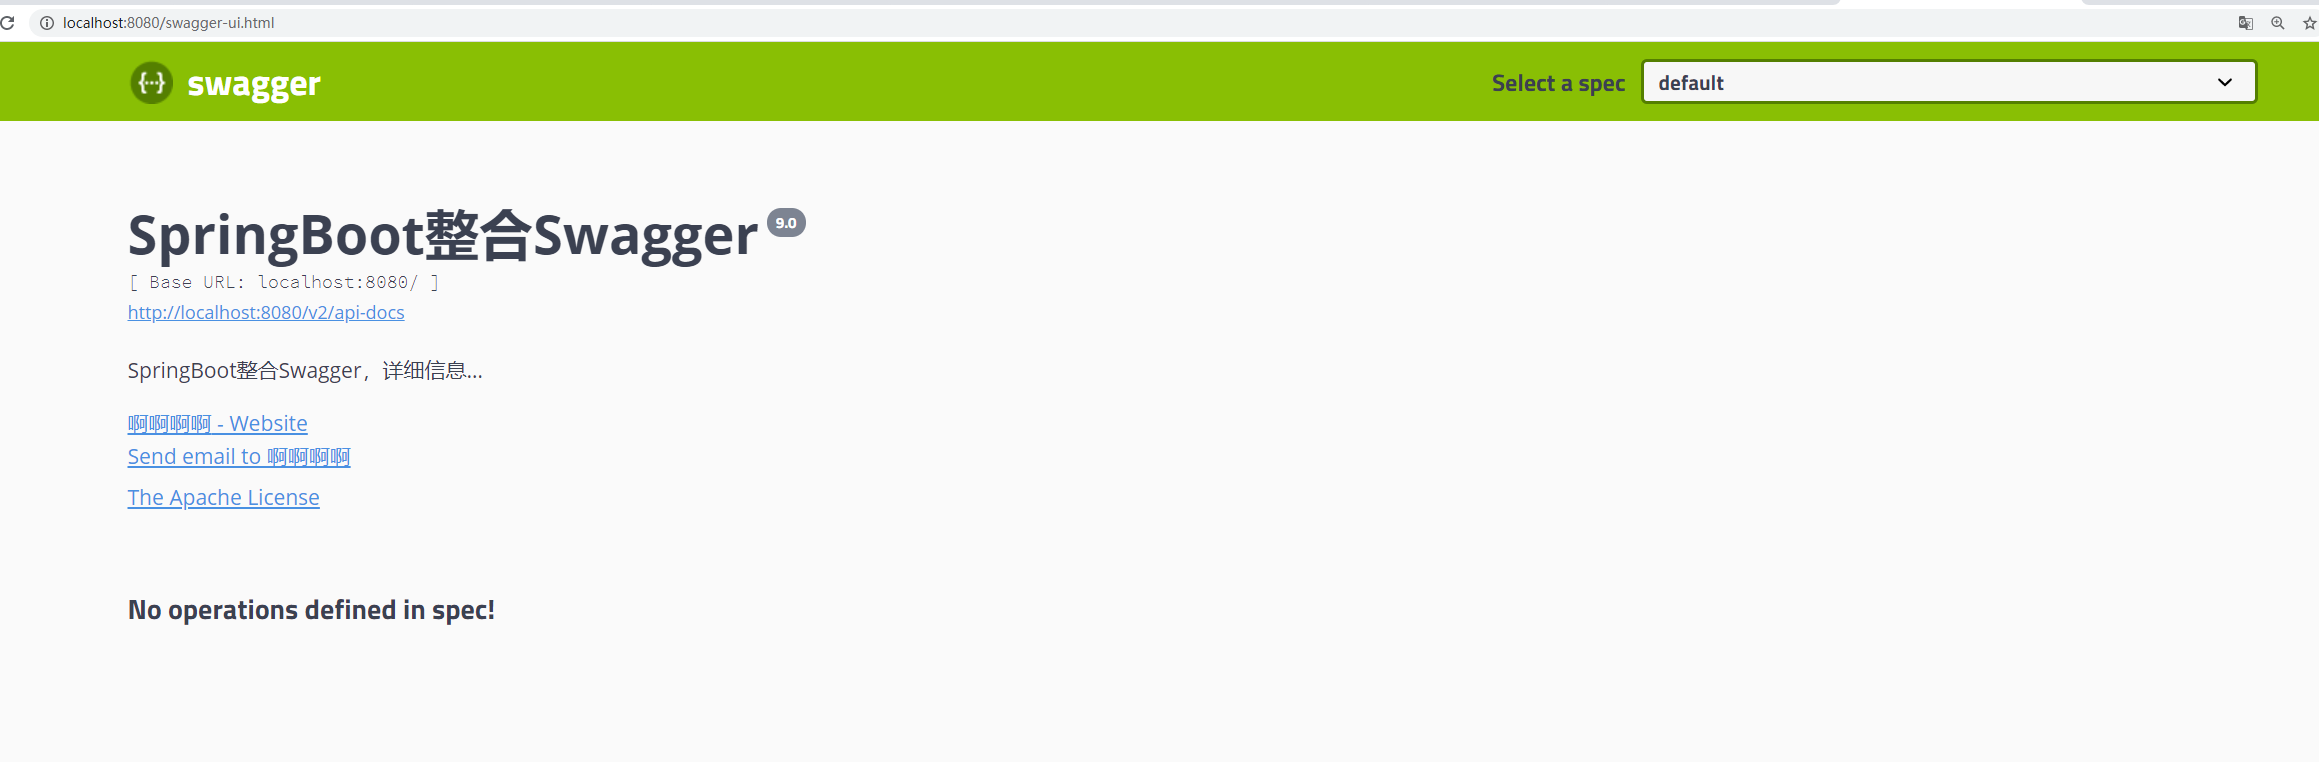 localhost:8080/swagger-ui.html
swagger
Select a spec
default
SpringBoot整合Swagger 9.0
[ Base URL: localhost:8080/ ]
http://localhost:8080/v2/api-docs
SpringBoot整合Swagger，详细信息...
啊啊啊啊 - Website
Send email to 啊啊啊啊
The Apache License
No operations defined in spec!